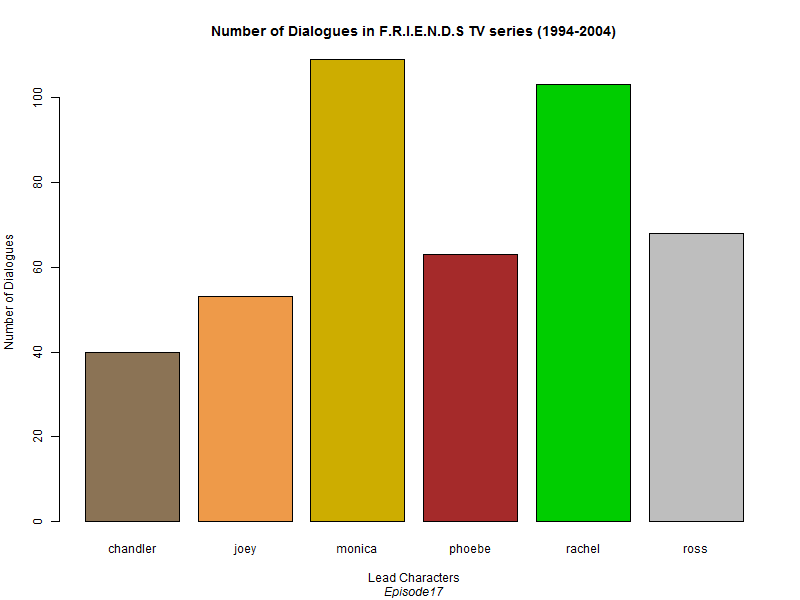 Number of Dialogues in F.R.I.E.N.D.S TV series (1994-2004)
Number of Dialogues
100
80
60
40
20
0
chandler joey monica phoebe rachel ross
Lead Characters
Episode17